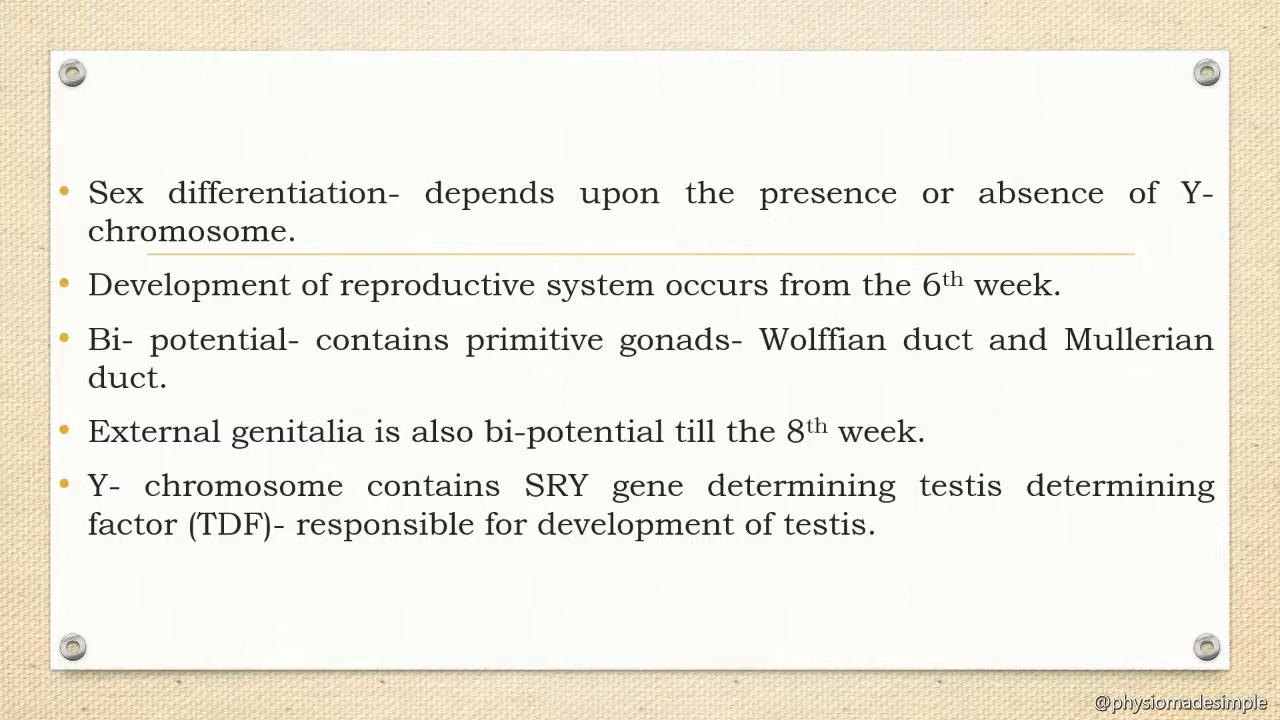 • Sex differentiation- depends upon the presence or absence of Y-
chromosome.
• Development of reproductive system occurs from the 6th week.
• Bi- potential- contains primitive gonads- Wolffian duct and Mullerian
duct.
• External genitalia is also bi-potential till the 8th week.
• Y- chromosome contains SRY gene determining testis determining
factor (TDF)- responsible for development of testis.
@physiomadesimple